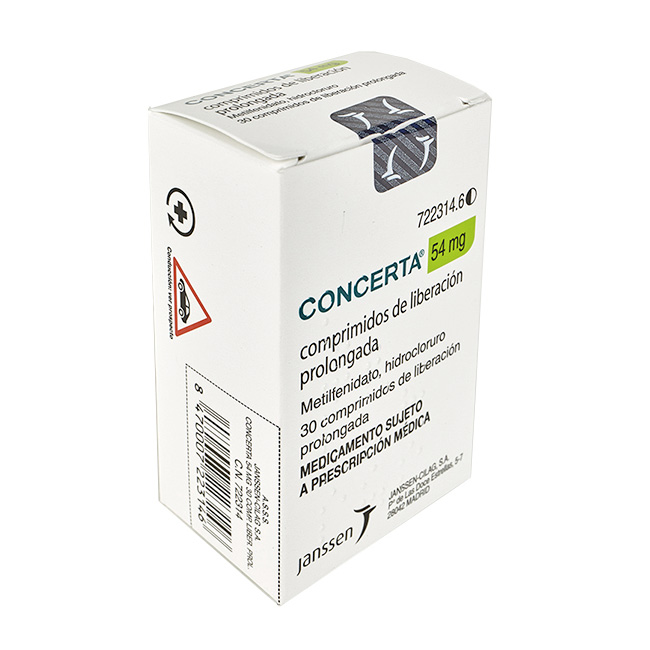 CONCERTA® 54 mg
comprimidos de liberación
prolongada
Metilfenidato, hidrocloruro
30 comprimidos de liberación prolongada
722314.6
CONCERTA® 54 mg
comprimidos de liberación
prolongada
Metilfenidato, hidrocloruro
30 comprimidos de liberación
prolongada
MEDICAMENTO SUJETO
A PRESCRIPCIÓN MÉDICA
janssen
JANSSEN-CILAG, S.A.
Pº de Las Doce Estrellas, 5-7
28042 MADRID
Conducción: ver prospecto
A.S.S.S.
JANSSEN-CILAG S.A.
CONCERTA 54 MG 30 COMP. LIBER. PROL.
C.N. 722314
8 470007 223146